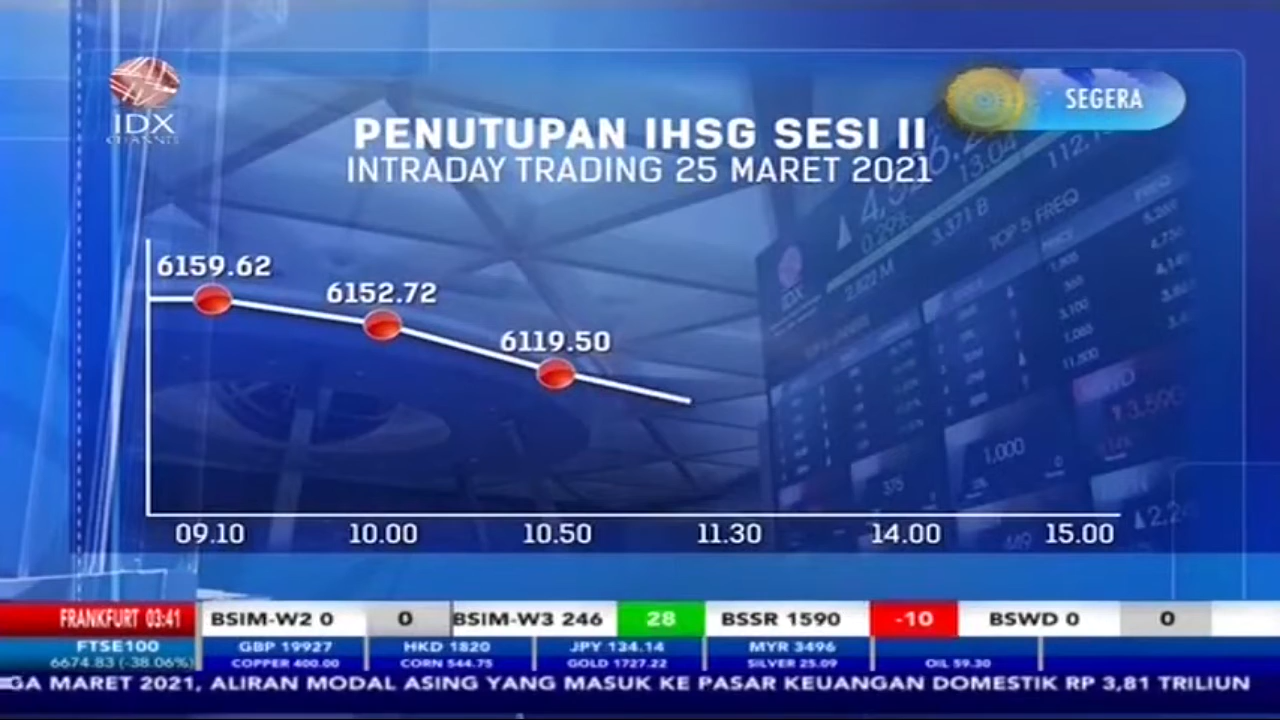 IDX
CHANNEL
SEGERA
PENUTUPAN IHSG SESI II
INTRADAY TRADING 25 MARET 2021
6159.62
6152.72
6119.50
09.10 10.00 10.50 11.30 14.00 15.00
FRANKFURT 03:41 BSIM-W2 0 0 BSIM-W3 246 28 BSSR 1590 -10 BSWD 0 0
FTSE100 GBP 19927 HKD 1820 JPY 134.14 MYR 3496
6674.83 (-38.06%) COPPER 400.00 CORN 544.75 GOLD 1727.22 SILVER 25.09 OIL 59.30
GA MARET 2021, ALIRAN MODAL ASING YANG MASUK KE PASAR KEUANGAN DOMESTIK RP 3,81 TRILIUN